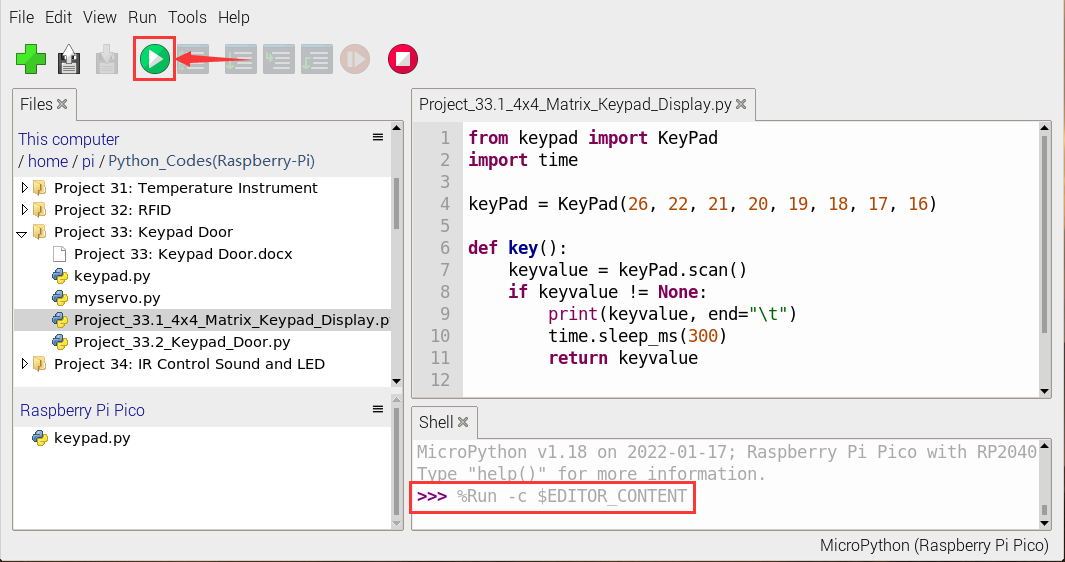 File Edit View Run Tools Help
Files
This computer
/ home / pi / Python_Codes(Raspberry-Pi)
Project 31: Temperature Instrument
Project 32: RFID
Project 33: Keypad Door
Project 33: Keypad Door.docx
keypad.py
myservo.py
Project_33.1_4x4_Matrix_Keypad_Display.p
Project_33.2_Keypad_Door.py
Project 34: IR Control Sound and LED
Raspberry Pi Pico
keypad.py
Project_33.1_4x4_Matrix_Keypad_Display.py
1 from keypad import KeyPad
2 import time
3
4 keyPad = KeyPad(26, 22, 21, 20, 19, 18, 17, 16)
5
6 def key():
7     keyvalue = keyPad.scan()
8     if keyvalue != None:
9         print(keyvalue, end="\t")
10         time.sleep_ms(300)
11         return keyvalue
12
Shell
MicroPython v1.18 on 2022-01-17; Raspberry Pi Pico with RP2040
Type "help()" for more information.
>>> %Run -c $EDITOR_CONTENT
MicroPython (Raspberry Pi Pico)